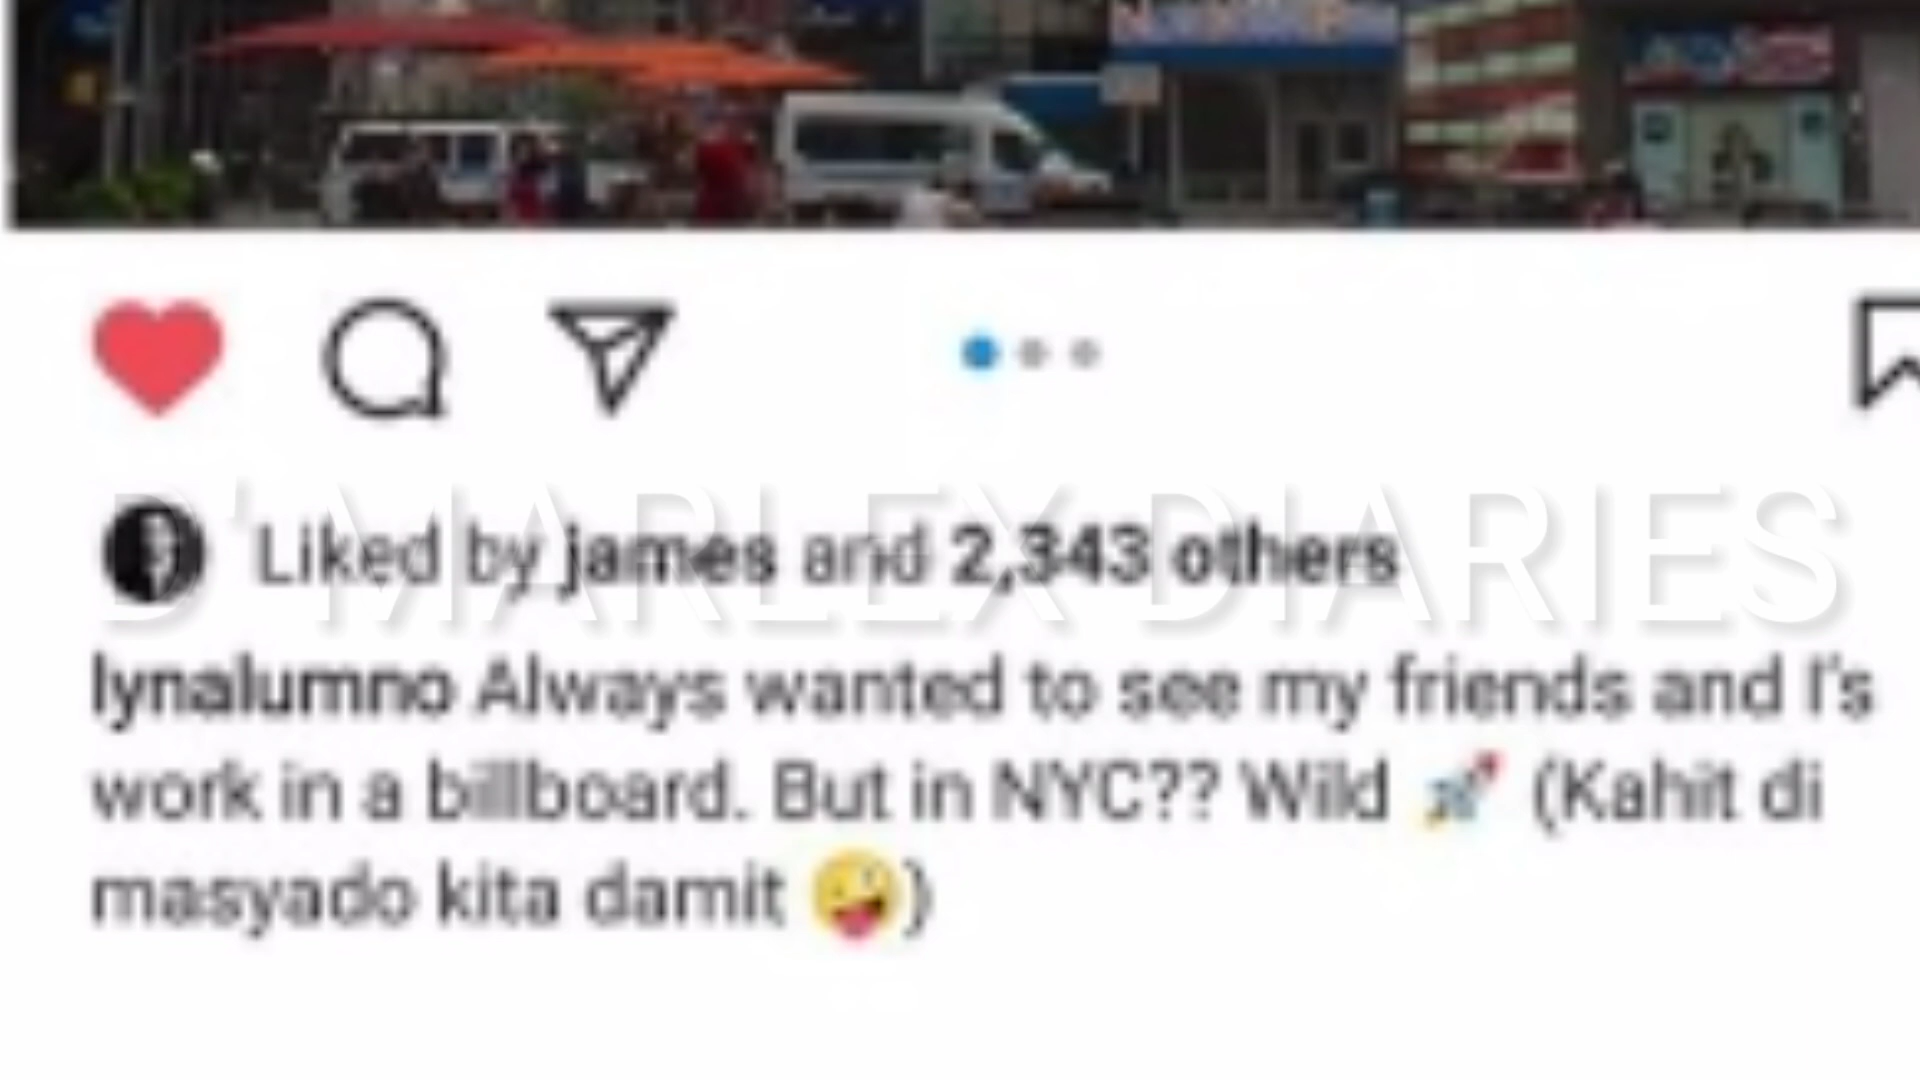 D' MARLEX DIARIES
Liked by james and 2,343 others
lynalumno Always wanted to see my friends and I's
work in a billboard. But in NYC?? Wild 🚀 (Kahit di
masyado kita damit 🤪)